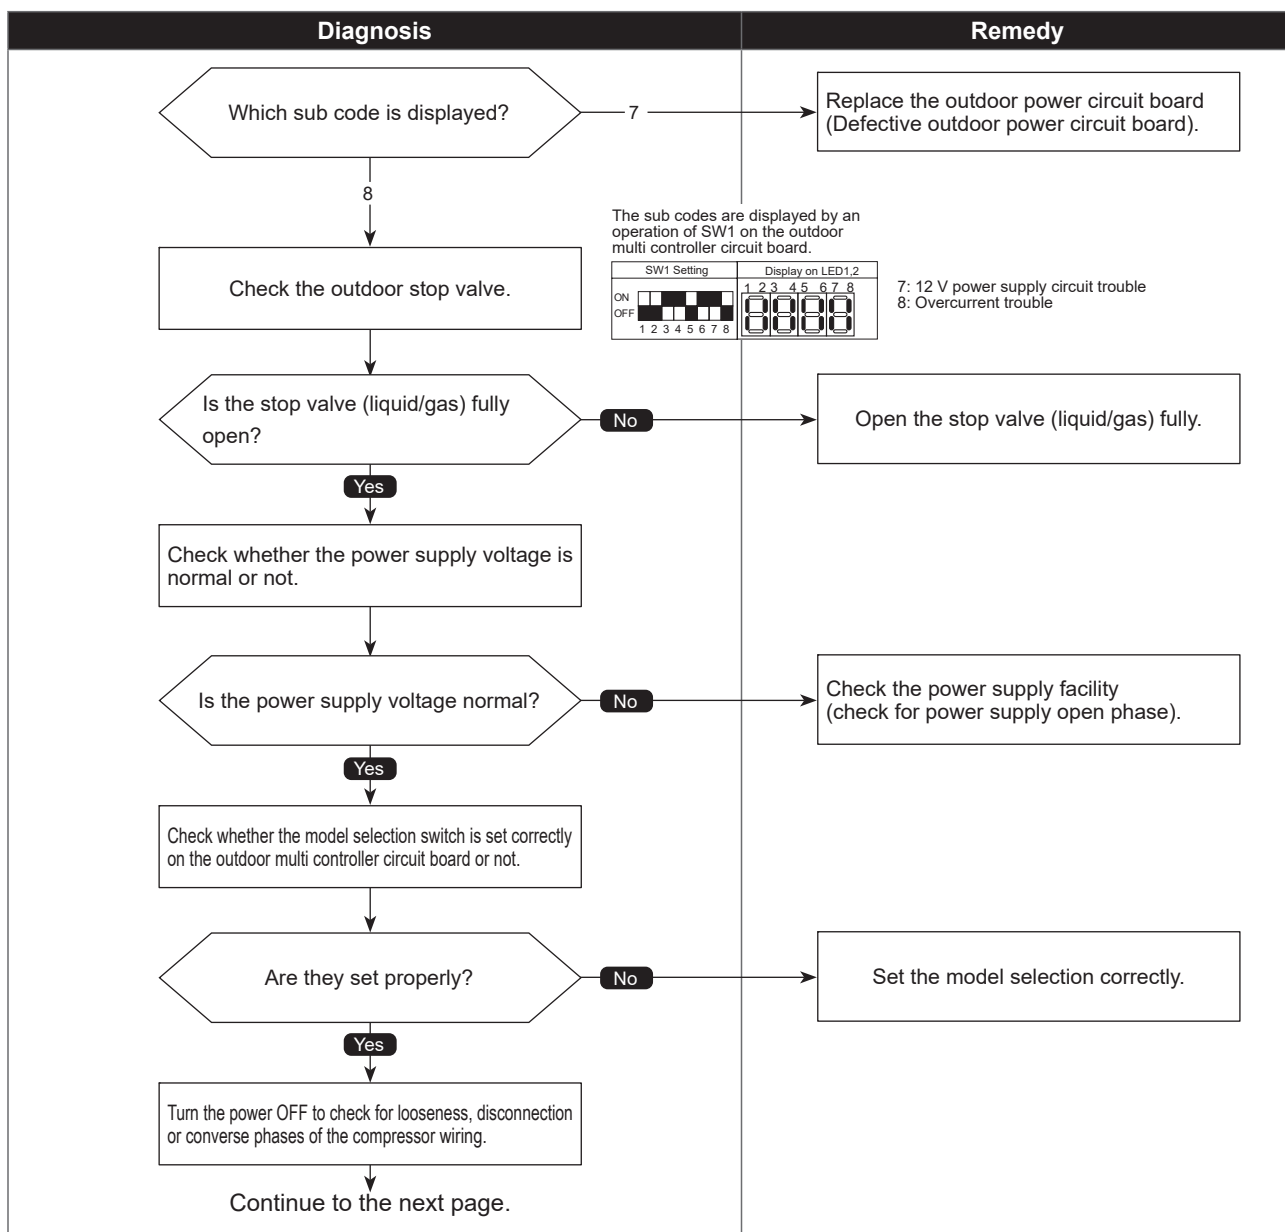 Diagnosis
Remedy
Which sub code is displayed?
7
Replace the outdoor power circuit board
(Defective outdoor power circuit board).
8
The sub codes are displayed by an
operation of SW1 on the outdoor
multi controller circuit board.
SW1 Setting
Display on LED1,2
ON
OFF
1 2 3 4 5 6 7 8
1 2 3 4 5 6 7 8
7: 12 V power supply circuit trouble
8: Overcurrent trouble
Check the outdoor stop valve.
Is the stop valve (liquid/gas) fully
open?
No
Open the stop valve (liquid/gas) fully.
Yes
Check whether the power supply voltage is
normal or not.
Is the power supply voltage normal?
No
Check the power supply facility
(check for power supply open phase).
Yes
Check whether the model selection switch is set correctly
on the outdoor multi controller circuit board or not.
Are they set properly?
No
Set the model selection correctly.
Yes
Turn the power OFF to check for looseness, disconnection
or converse phases of the compressor wiring.
Continue to the next page.